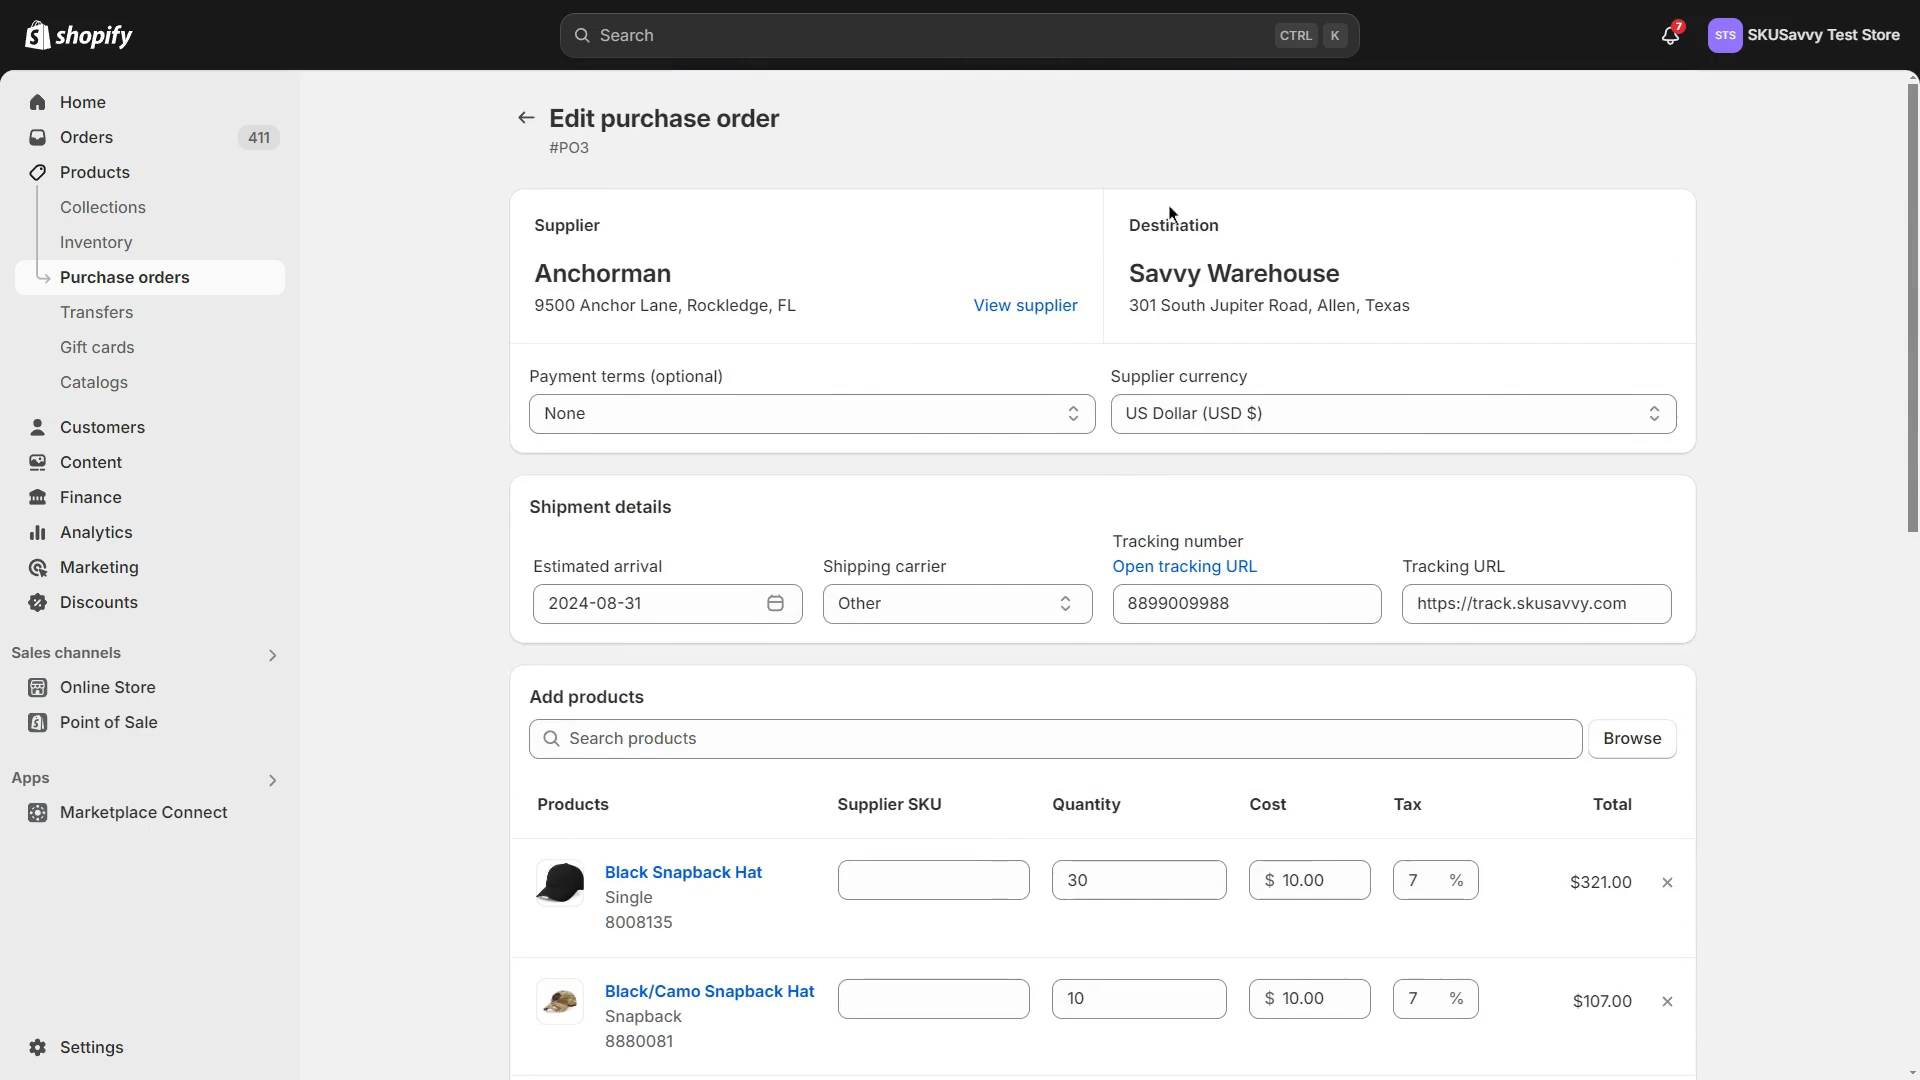 shopify
Search
CTRL K
7
STS
SKUSavvy Test Store
Home
Orders
411
Products
Collections
Inventory
Purchase orders
Transfers
Gift cards
Catalogs
Customers
Content
Finance
Analytics
Marketing
Discounts
Sales channels
Online Store
Point of Sale
Apps
Marketplace Connect
Settings
Edit purchase order
#PO3
Supplier
Anchorman
9500 Anchor Lane, Rockledge, FL
View supplier
Destination
Savvy Warehouse
301 South Jupiter Road, Allen, Texas
Payment terms (optional)
None
Supplier currency
US Dollar (USD $)
Shipment details
Estimated arrival
2024-08-31
Shipping carrier
Other
Tracking number
Open tracking URL
8899009988
Tracking URL
https://track.skusavvy.com
Add products
Search products
Browse
Products Supplier SKU Quantity Cost Tax Total
Black Snapback Hat
Single
8008135
30
$ 10.00
7 %
$321.00
Black/Camo Snapback Hat
Snapback
8880081
10
$ 10.00
7 %
$107.00